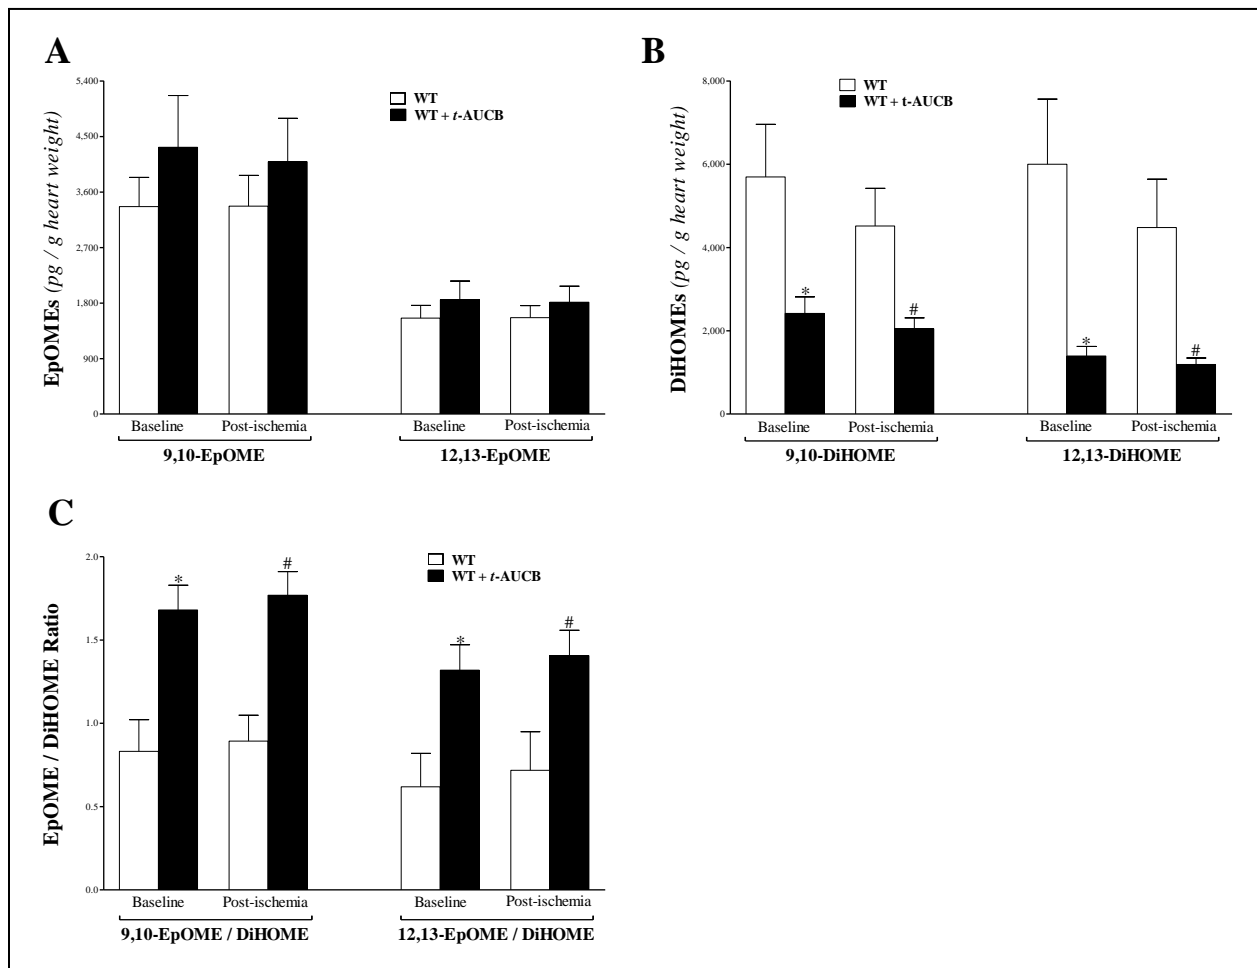 A
EpOMEs (pg / g heart weight)
5,400
4,500
3,600
2,700
1,800
900
0
WT
WT + t-AUCB
Baseline
Post-ischemia
Baseline
Post-ischemia
9,10-EpOME
12,13-EpOME
B
DiHOMEs (pg / g heart weight)
8,000
6,000
4,000
2,000
0
WT
WT + t-AUCB
*
#
*
#
Baseline
Post-ischemia
Baseline
Post-ischemia
9,10-DiHOME
12,13-DiHOME
C
EpOME / DiHOME Ratio
2.0
1.5
1.0
0.5
0.0
WT
WT + t-AUCB
*
#
*
#
Baseline
Post-ischemia
Baseline
Post-ischemia
9,10-EpOME / DiHOME
12,13-EpOME / DiHOME